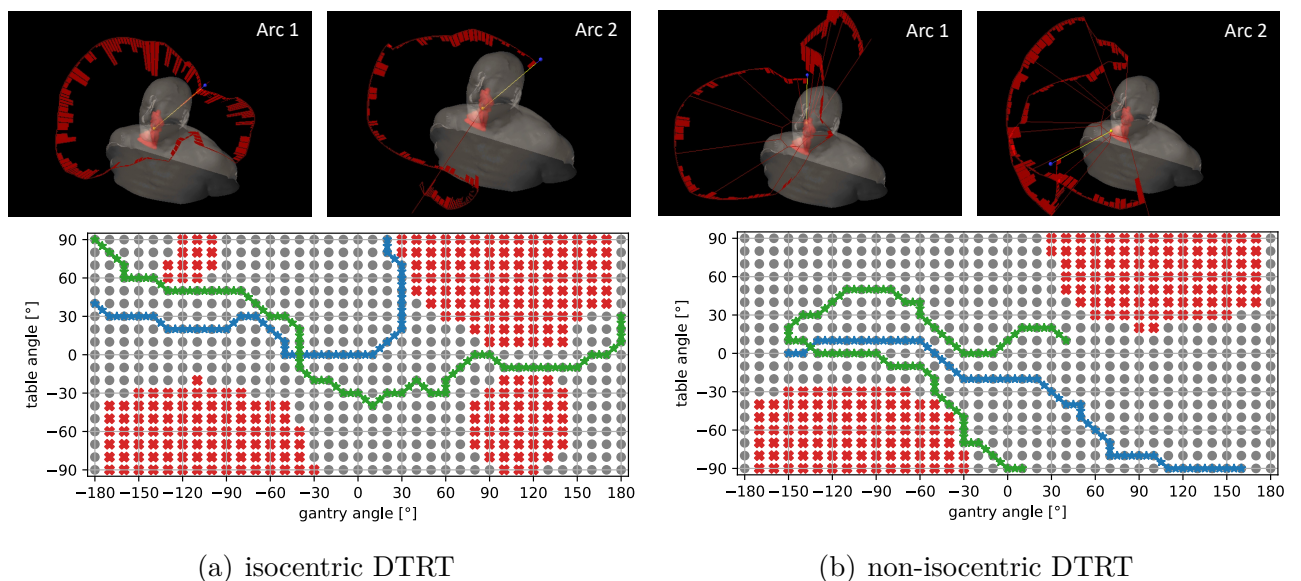 Arc 1
Arc 2
Arc 1
Arc 2
90
60
30
0
−30
−60
−90
table angle [°]
−180 −150 −120 −90 −60 −30 0 30 60 90 120 150 180
gantry angle [°]
90
60
30
0
−30
−60
−90
table angle [°]
−180 −150 −120 −90 −60 −30 0 30 60 90 120 150 180
gantry angle [°]
(a) isocentric DTRT
(b) non-isocentric DTRT